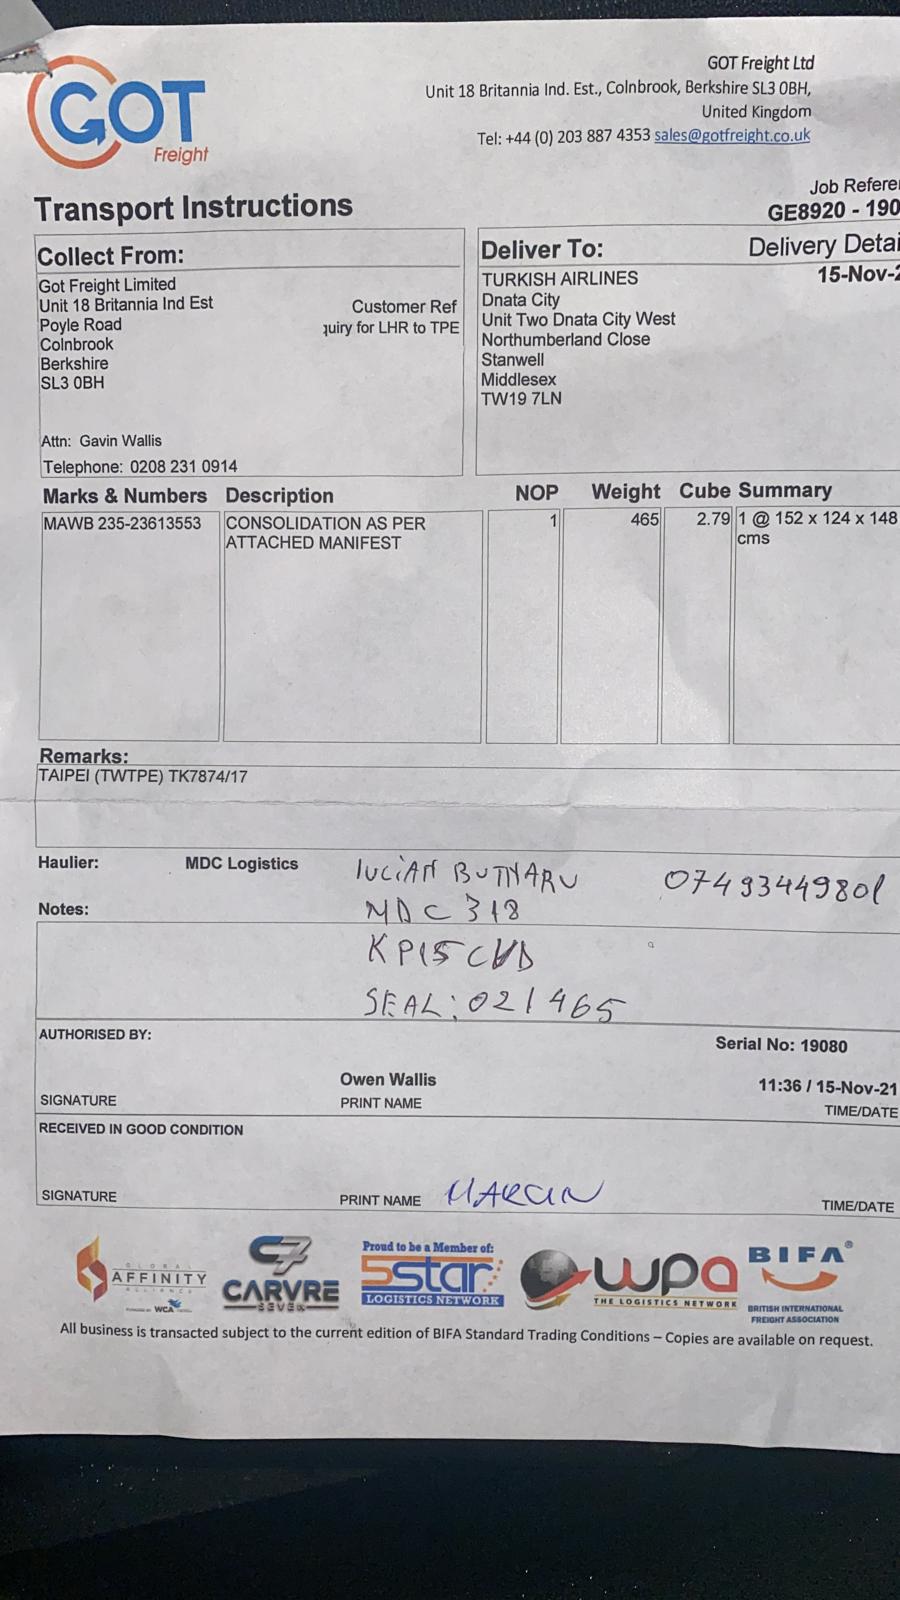 GOT
Freight
GOT Freight Ltd
Unit 18 Britannia Ind. Est., Colnbrook, Berkshire SL3 0BH,
United Kingdom
Tel: +44 (0) 203 887 4353 sales@gotfreight.co.uk
Transport Instructions
Job Refere
GE8920 - 190
Collect From:
Got Freight Limited
Unit 18 Britannia Ind Est
Poyle Road
Colnbrook
Berkshire
SL3 0BH
Customer Ref
quiry for LHR to TPE
Attn: Gavin Wallis
Telephone: 0208 231 0914
Deliver To:
TURKISH AIRLINES
Dnata City
Unit Two Dnata City West
Northumberland Close
Stanwell
Middlesex
TW19 7LN
Delivery Detai
15-Nov-2
Marks & Numbers Description NOP Weight Cube Summary
MAWB 235-23613553 CONSOLIDATION AS PER 1 465 2.79 1 @ 152 x 124 x 148
ATTACHED MANIFEST cms
Remarks:
TAIPEI (TWTPE) TK7874/17
Haulier: MDC Logistics LUCIAN BUTNARU 07493449801
Notes: MDC 318
KP15
SEAL: 021465
AUTHORISED BY:
Serial No: 19080
Owen Wallis 11:36 / 15-Nov-21
SIGNATURE PRINT NAME TIME/DATE
RECEIVED IN GOOD CONDITION
SIGNATURE PRINT NAME MARCIN TIME/DATE
GLOBAL
AFFINITY
ALLIANCE
POWERED BY WCA
C7
CARVRE
SEVEN
Proud to be a Member of:
5star
LOGISTICS NETWORK
wpa
THE LOGISTICS NETWORK
BIFA®
BRITISH INTERNATIONAL
FREIGHT ASSOCIATION
All business is transacted subject to the current edition of BIFA Standard Trading Conditions – Copies are available on request.